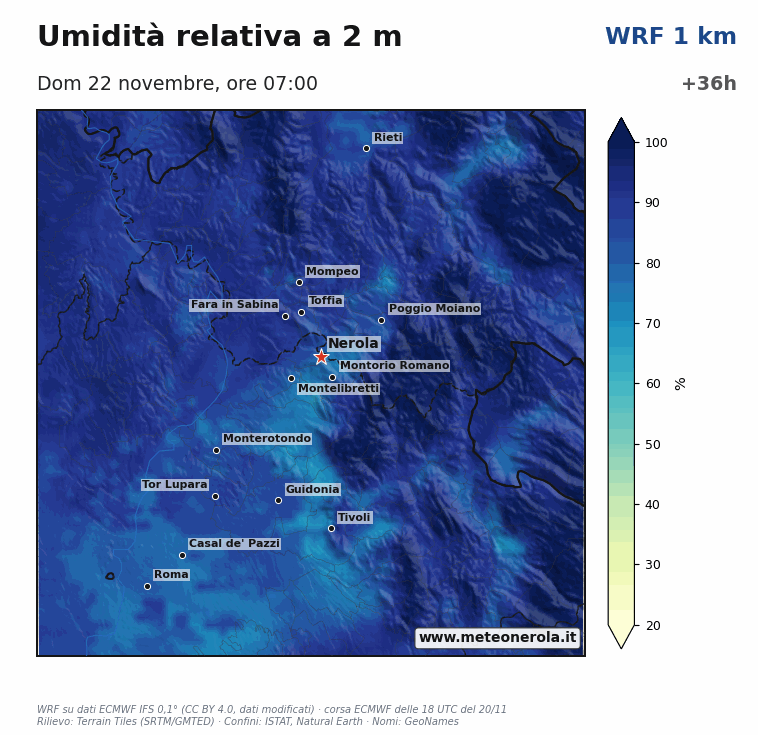 Umidità relativa a 2 m
WRF 1 km
Dom 22 novembre, ore 07:00
+36h
Rieti
Mompeo
Toffia
Fara in Sabina
Poggio Moiano
Nerola
Montorio Romano
Montelibretti
Monterotondo
Tor Lupara
Guidonia
Tivoli
Casal de' Pazzi
Roma
www.meteonerola.it
100
90
80
70
60
50
40
30
20
%
WRF su dati ECMWF IFS 0,1° (CC BY 4.0, dati modificati) · corsa ECMWF delle 18 UTC del 20/11
Rilievo: Terrain Tiles (SRTM/GMTED) · Confini: ISTAT, Natural Earth · Nomi: GeoNames